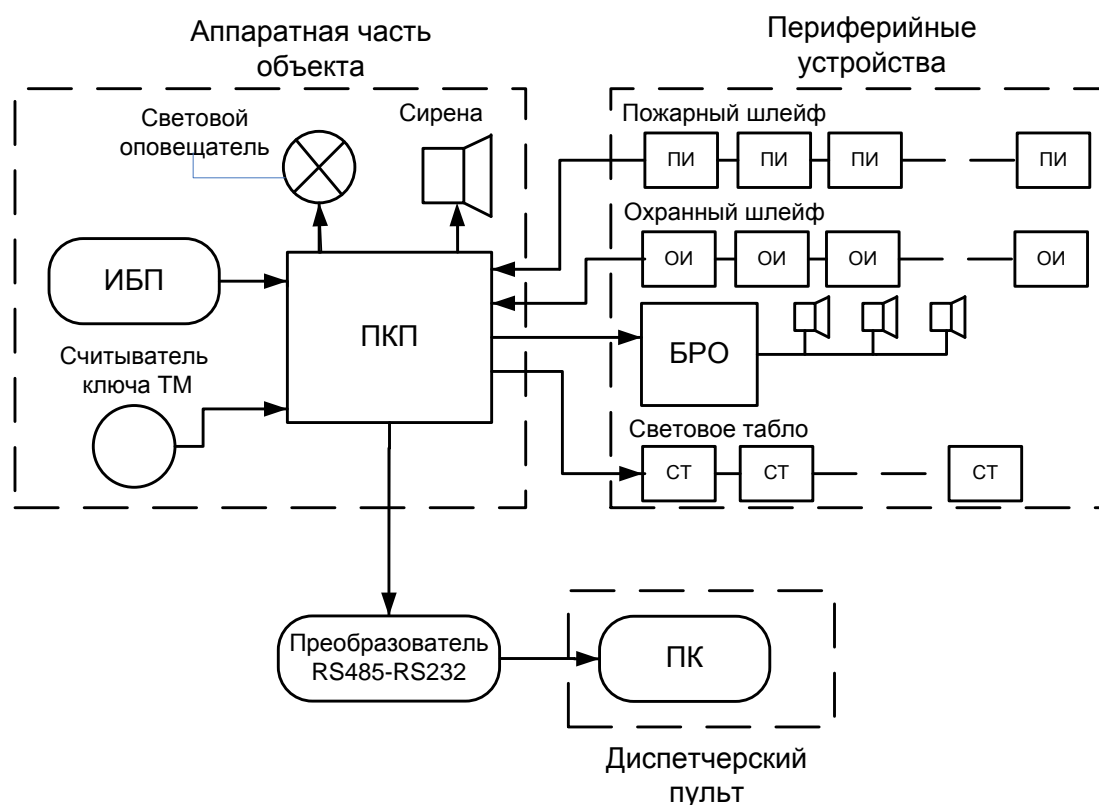 Аппаратная часть
объекта
Периферийные
устройства
Световой
оповещатель
Сирена
ИБП
ПКП
Считыватель
ключа ТМ
Пожарный шлейф
ПИ
ПИ
ПИ
ПИ
Охранный шлейф
ОИ
ОИ
ОИ
ОИ
БРО
Световое табло
СТ
СТ
СТ
Преобразователь
RS485-RS232
ПК
Диспетчерский
пульт